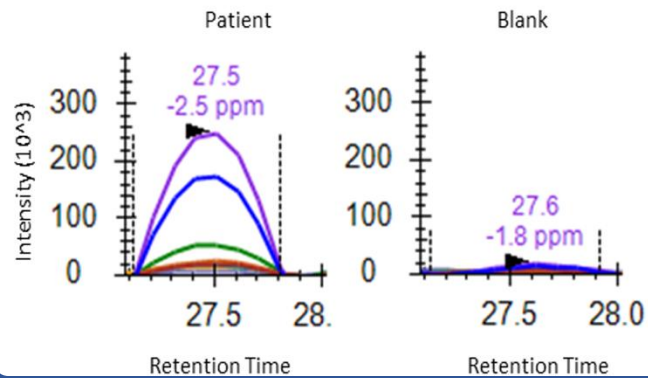 Patient
27.5
-2.5 ppm
Intensity (10^3)
300
200
100
0
27.5 28.
Retention Time
Blank
27.6
-1.8 ppm
300
200
100
0
27.5 28.0
Retention Time